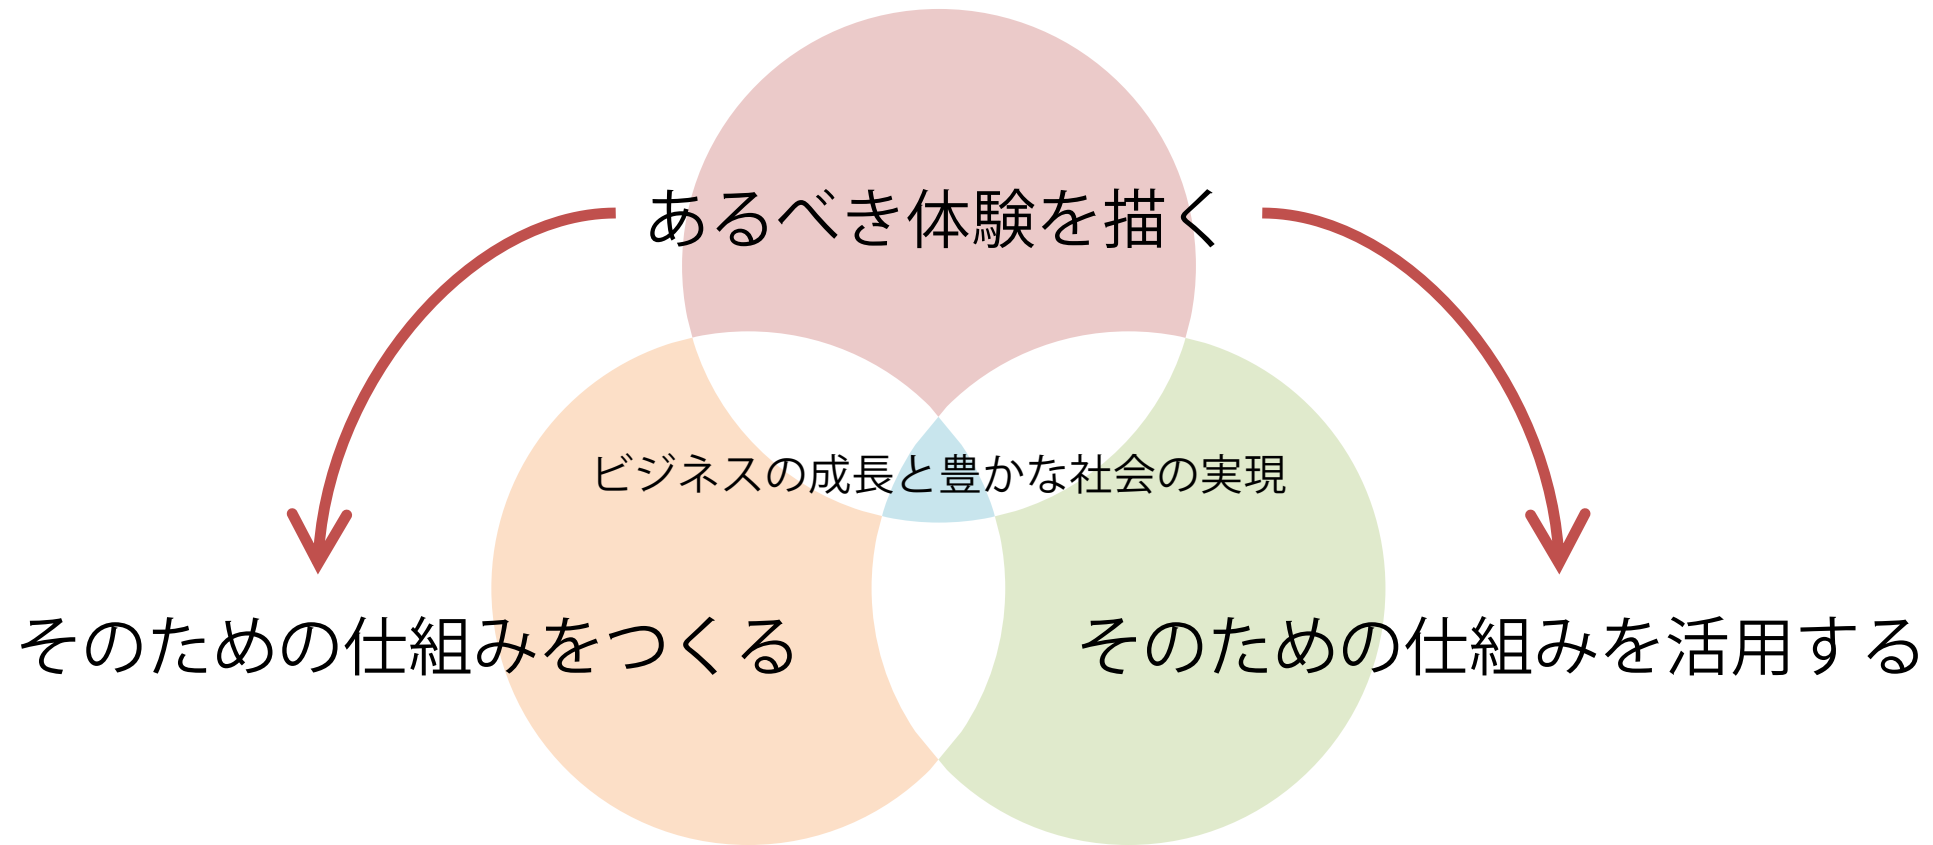 あるべき体験を描く
ビジネスの成長と豊かな社会の実現
そのための仕組みをつくる
そのための仕組みを活用する